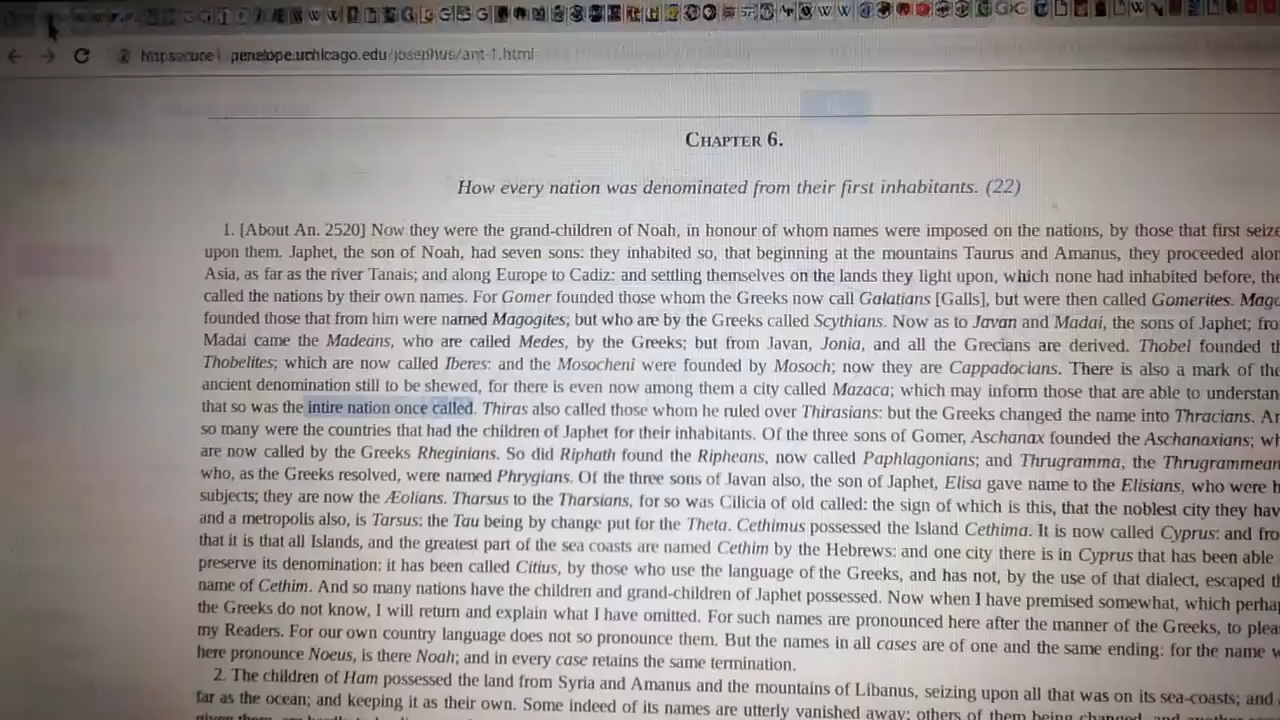 penelope.uchicago.edu/josephus/ant-1.html
CHAPTER 6.
How every nation was denominated from their first inhabitants. (22)
1. [About An. 2520] Now they were the grand-children of Noah, in honour of whom names were imposed on the nations, by those that first seize
upon them. Japhet, the son of Noah, had seven sons: they inhabited so, that beginning at the mountains Taurus and Amanus, they proceeded alon
Asia, as far as the river Tanais; and along Europe to Cadiz: and settling themselves on the lands they light upon, which none had inhabited before, the
called the nations by their own names. For Gomer founded those whom the Greeks now call Galatians [Galls], but were then called Gomerites. Mago
founded those that from him were named Magogites; but who are by the Greeks called Scythians. Now as to Javan and Madai, the sons of Japhet; fro
Madai came the Madeans, who are called Medes, by the Greeks; but from Javan, Jonia, and all the Grecians are derived. Thobel founded th
Thobelites; which are now called Iberes: and the Mosocheni were founded by Mosoch; now they are Cappadocians. There is also a mark of the
ancient denomination still to be shewed, for there is even now among them a city called Mazaca; which may inform those that are able to understan
that so was the intire nation once called. Thiras also called those whom he ruled over Thirasians: but the Greeks changed the name into Thracians. An
so many were the countries that had the children of Japhet for their inhabitants. Of the three sons of Gomer, Aschanax founded the Aschanaxians; wh
are now called by the Greeks Rheginians. So did Riphath found the Ripheans, now called Paphlagonians; and Thrugramma, the Thrugrammean
who, as the Greeks resolved, were named Phrygians. Of the three sons of Javan also, the son of Japhet, Elisa gave name to the Elisians, who were h
subjects; they are now the Æolians. Tharsus to the Tharsians, for so was Cilicia of old called: the sign of which is this, that the noblest city they hav
and a metropolis also, is Tarsus: the Tau being by change put for the Theta. Cethimus possessed the Island Cethima. It is now called Cyprus: and fro
that it is that all Islands, and the greatest part of the sea coasts are named Cethim by the Hebrews: and one city there is in Cyprus that has been able
preserve its denomination: it has been called Citius, by those who use the language of the Greeks, and has not, by the use of that dialect, escaped th
name of Cethim. And so many nations have the children and grand-children of Japhet possessed. Now when I have premised somewhat, which perhap
the Greeks do not know, I will return and explain what I have omitted. For such names are pronounced here after the manner of the Greeks, to plea
my Readers. For our own country language does not so pronounce them. But the names in all cases are of one and the same ending: for the name w
here pronounce Noeus, is there Noah; and in every case retains the same termination.
2. The children of Ham possessed the land from Syria and Amanus and the mountains of Libanus, seizing upon all that was on its sea-coasts; and
far as the ocean; and keeping it as their own. Some indeed of its names are utterly vanished away: others of them being changed, and another